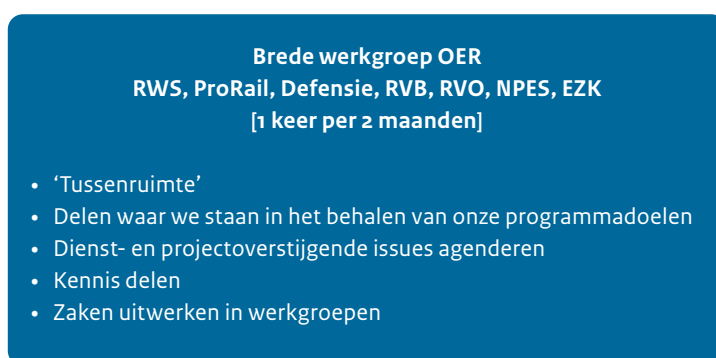 Brede werkgroep OER
RWS, ProRail, Defensie, RVB, RVO, NPES, EZK
[1 keer per 2 maanden]
• ‘Tussenruimte’
• Delen waar we staan in het behalen van onze programmadoelen
• Dienst- en projectoverstijgende issues agenderen
• Kennis delen
• Zaken uitwerken in werkgroepen